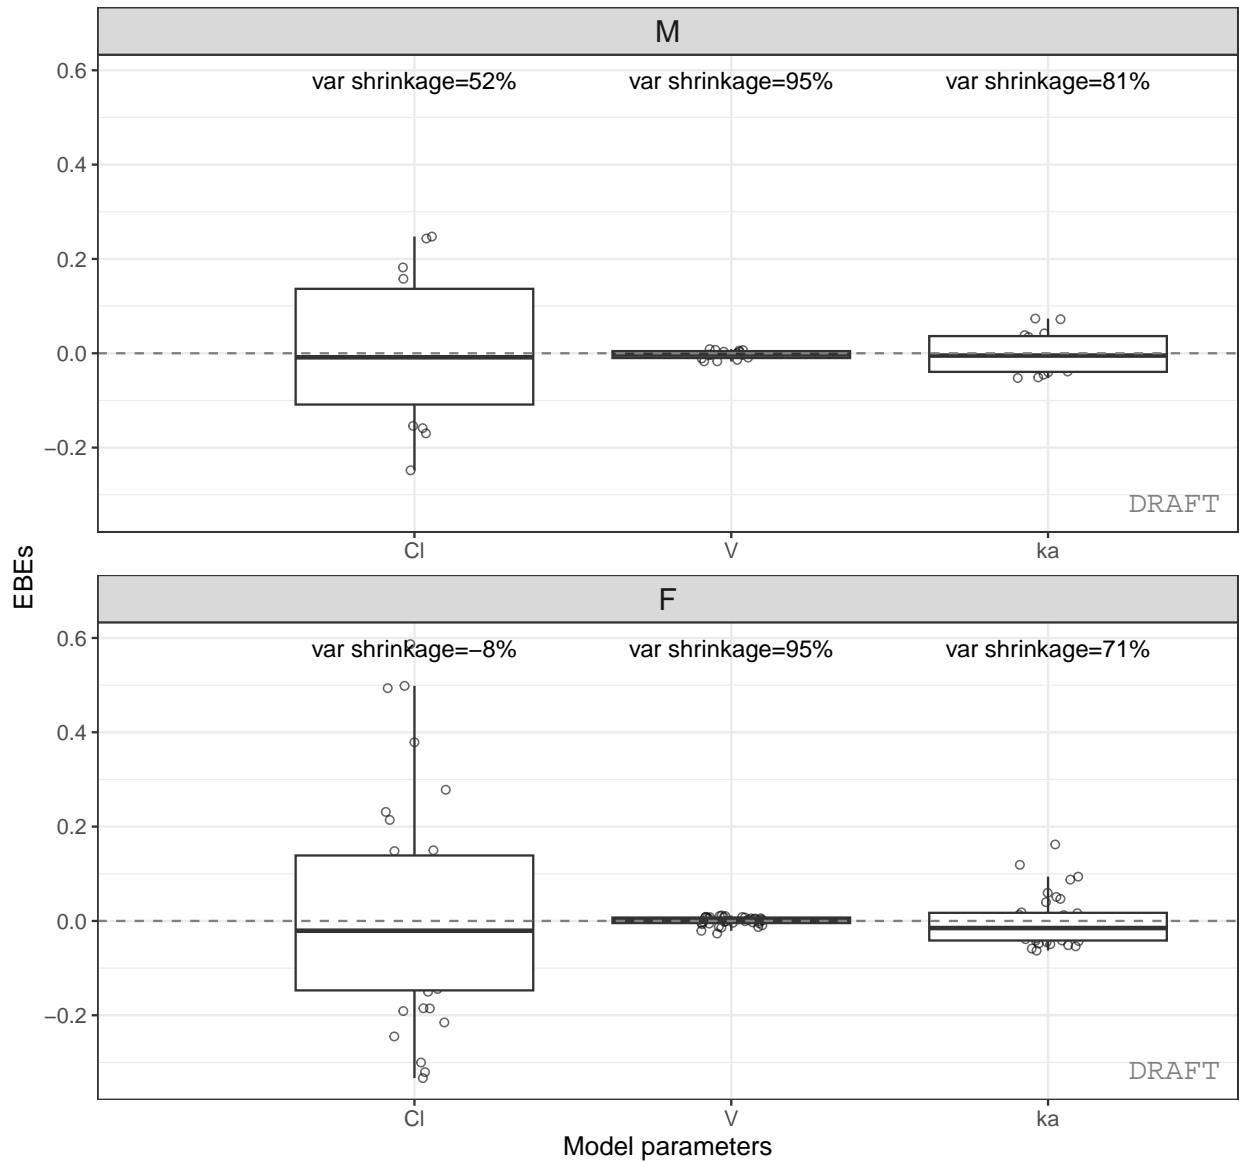 M
var shrinkage=52% var shrinkage=95% var shrinkage=81%
0.6
0.4
0.2
0.0
−0.2
DRAFT
Cl V ka
EBEs
F
var shrinkage=−8% var shrinkage=95% var shrinkage=71%
0.6
0.4
0.2
0.0
−0.2
DRAFT
Cl V ka
Model parameters